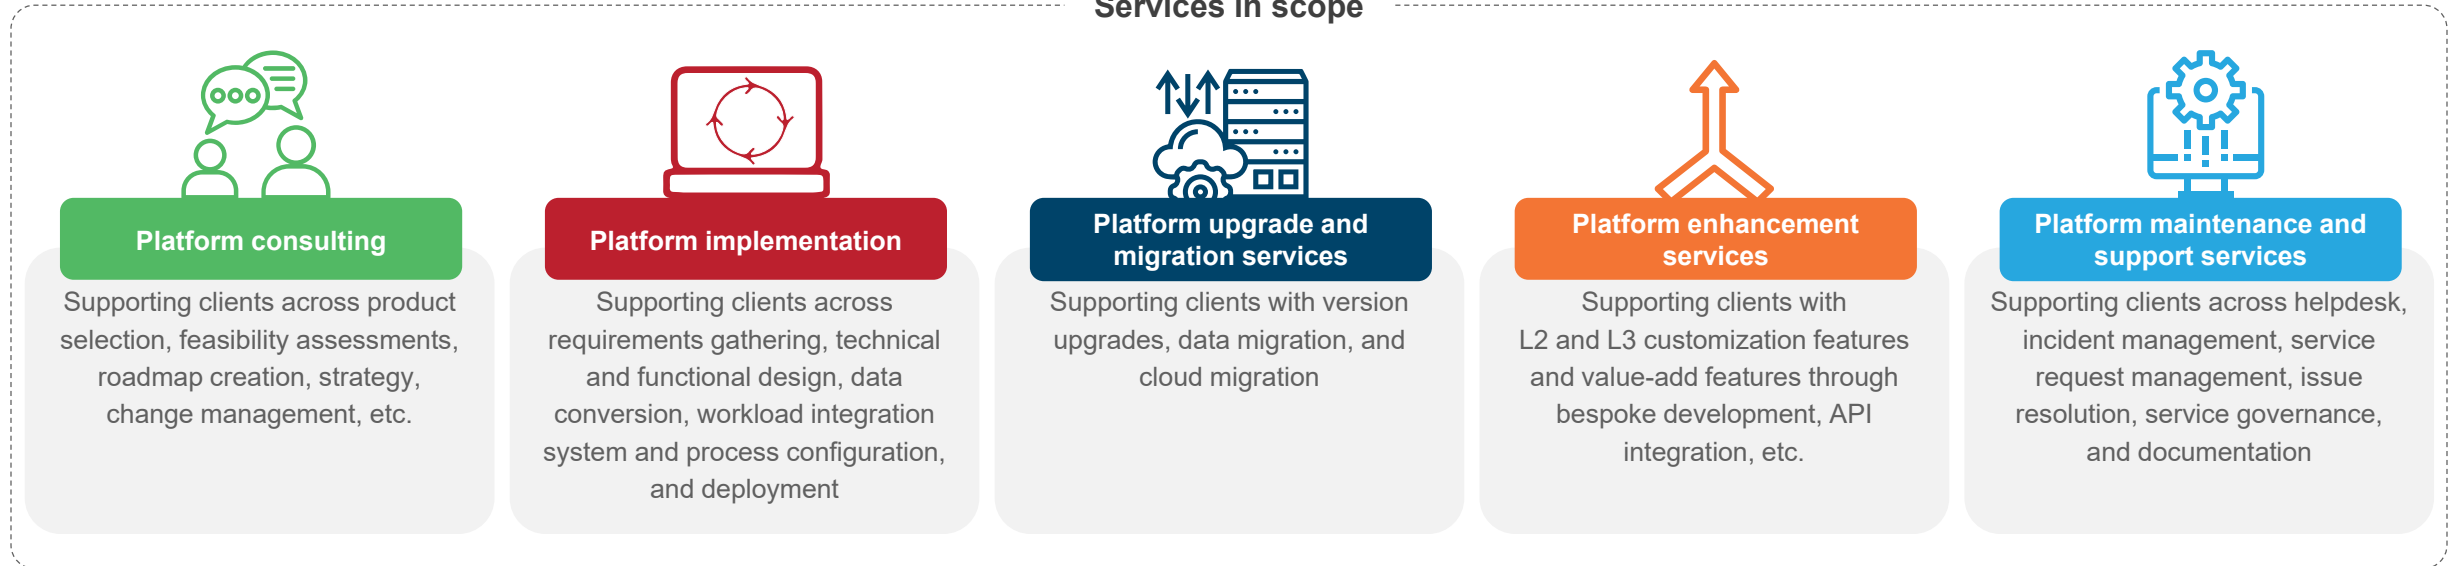 Services in scope
Platform consulting
Supporting clients across product
selection, feasibility assessments,
roadmap creation, strategy,
change management, etc.
Platform implementation
Supporting clients across
requirements gathering, technical
and functional design, data
conversion, workload integration
system and process configuration,
and deployment
Platform upgrade and
migration services
Supporting clients with version
upgrades, data migration, and
cloud migration
Platform enhancement
services
Supporting clients with
L2 and L3 customization features
and value-add features through
bespoke development, API
integration, etc.
Platform maintenance and
support services
Supporting clients across helpdesk,
incident management, service
request management, issue
resolution, service governance,
and documentation